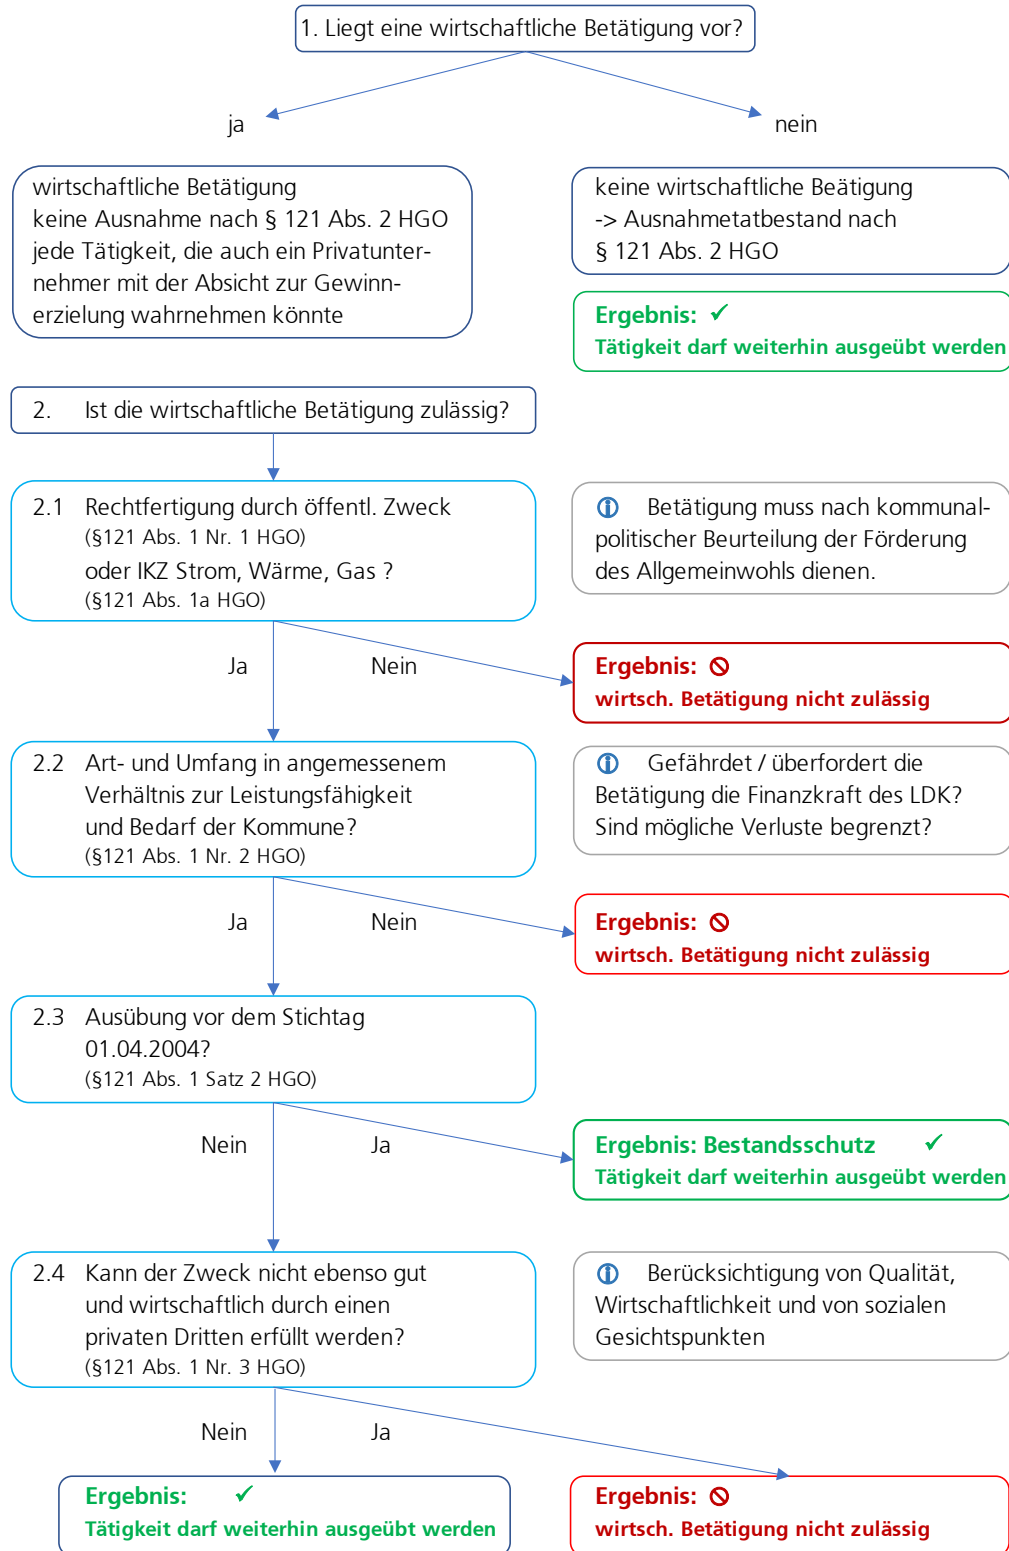 1. Liegt eine wirtschaftliche Betätigung vor?
ja
nein
wirtschaftliche Betätigung
keine Ausnahme nach § 121 Abs. 2 HGO
jede Tätigkeit, die auch ein Privatunter-
nehmer mit der Absicht zur Gewinn-
erzielung wahrnehmen könnte
keine wirtschaftliche Beätigung
-> Ausnahmetatbestand nach
§ 121 Abs. 2 HGO
Ergebnis: ✓
Tätigkeit darf weiterhin ausgeübt werden
2. Ist die wirtschaftliche Betätigung zulässig?
2.1 Rechtfertigung durch öffentl. Zweck
(§121 Abs. 1 Nr. 1 HGO)
oder IKZ Strom, Wärme, Gas ?
(§121 Abs. 1a HGO)
Betätigung muss nach kommunal-
politischer Beurteilung der Förderung
des Allgemeinwohls dienen.
Ja
Nein
Ergebnis:
wirtsch. Betätigung nicht zulässig
2.2 Art- und Umfang in angemessenem
Verhältnis zur Leistungsfähigkeit
und Bedarf der Kommune?
(§121 Abs. 1 Nr. 2 HGO)
Gefährdet / überfordert die
Betätigung die Finanzkraft des LDK?
Sind mögliche Verluste begrenzt?
Ja
Nein
Ergebnis:
wirtsch. Betätigung nicht zulässig
2.3 Ausübung vor dem Stichtag
01.04.2004?
(§121 Abs. 1 Satz 2 HGO)
Nein
Ja
Ergebnis: Bestandsschutz ✓
Tätigkeit darf weiterhin ausgeübt werden
2.4 Kann der Zweck nicht ebenso gut
und wirtschaftlich durch einen
privaten Dritten erfüllt werden?
(§121 Abs. 1 Nr. 3 HGO)
Berücksichtigung von Qualität,
Wirtschaftlichkeit und von sozialen
Gesichtspunkten
Nein
Ja
Ergebnis: ✓
Tätigkeit darf weiterhin ausgeübt werden
Ergebnis:
wirtsch. Betätigung nicht zulässig